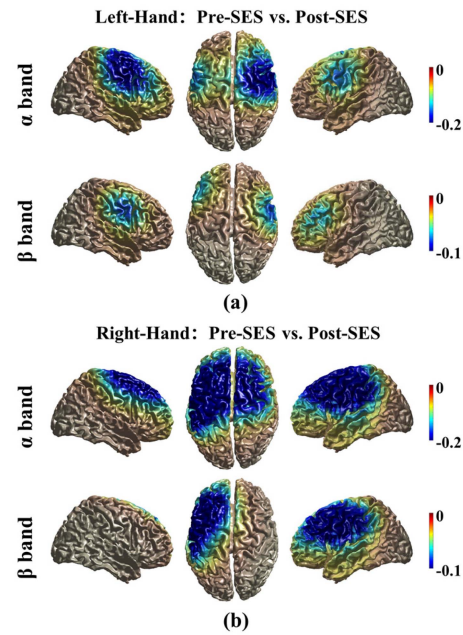 Left-Hand: Pre-SES vs. Post-SES
α band
0
-0.2
β band
0
-0.1
(a)
Right-Hand: Pre-SES vs. Post-SES
α band
0
-0.2
β band
0
-0.1
(b)